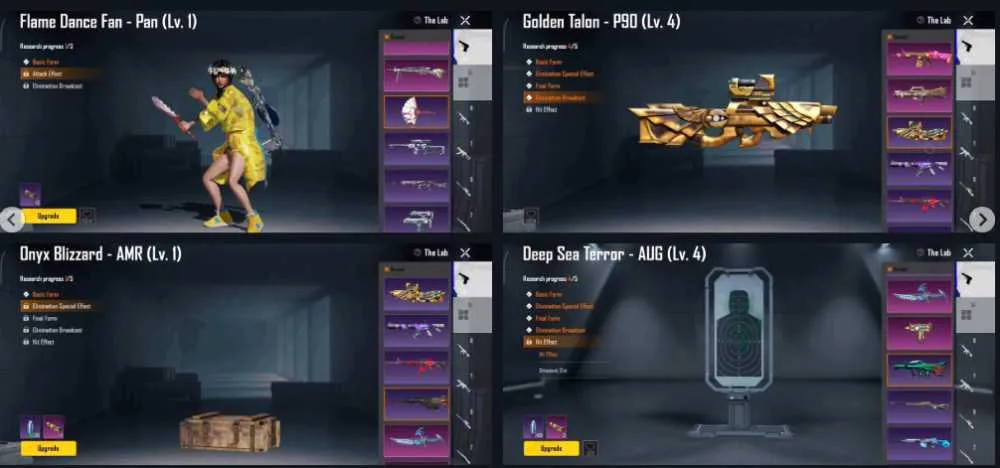 Flame Dance Fan - Pan (Lv. 1)
The Lab
Research progress 1/3
Basic Form
Attack Effect
Elimination Broadcast
Upgrade
Golden Talon - P90 (Lv. 4)
The Lab
Research progress 4/5
Basic Form
Elimination Special Effect
Final Form
Elimination Broadcast
Hit Effect
Onyx Blizzard - AMR (Lv. 1)
The Lab
Research progress 1/5
Basic Form
Elimination Special Effect
Final Form
Elimination Broadcast
Hit Effect
Upgrade
Deep Sea Terror - AUG (Lv. 4)
The Lab
Research progress 4/5
Basic Form
Elimination Special Effect
Final Form
Elimination Broadcast
Hit Effect
Hit Effect
Upgrade